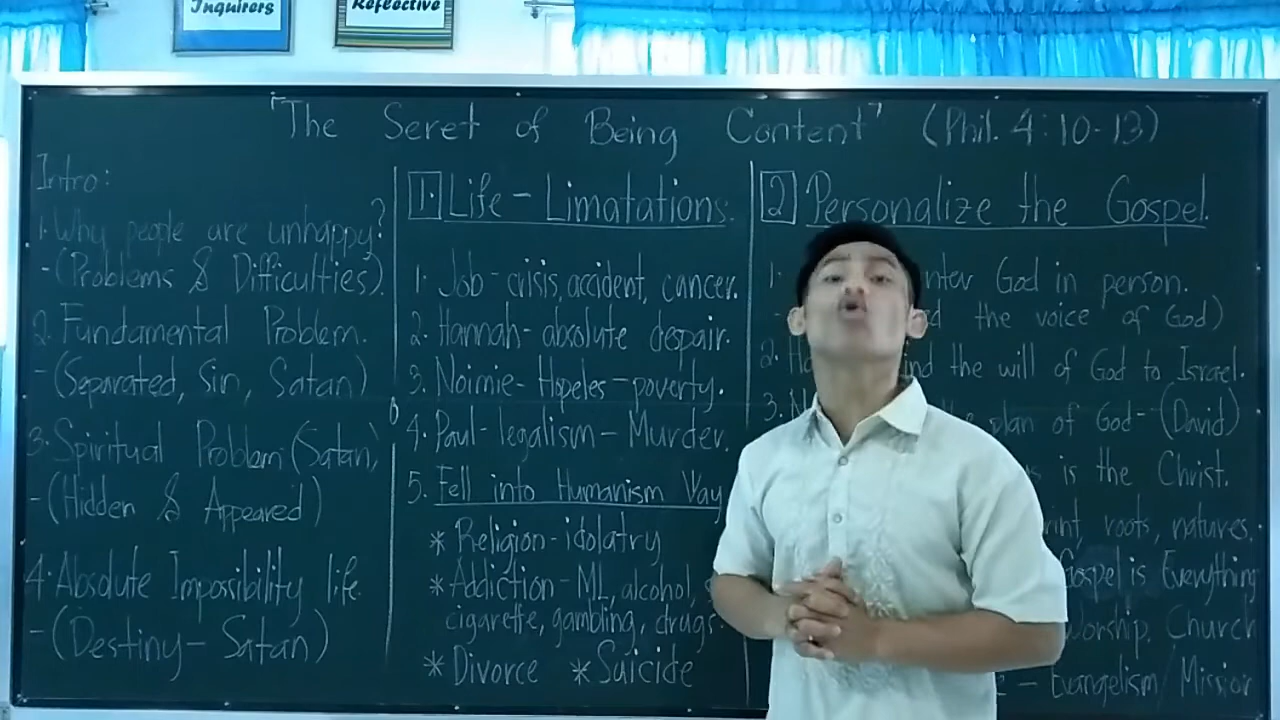 Inquirers
Reflective
"The Seret of Being Content" (Phil. 4:10-13)
Intro:
1. Why people are unhappy?
-(Problems & Difficulties).
2. Fundamental Problem.
-(Separated, Sin, Satan)
3. Spiritual Problem (Satan)
-(Hidden & Appeared)
4. Absolute Impossibility life
-(Destiny- Satan)
1. Life - Limatations.
1. Job - crisis, accident, cancer.
2. Hannah- absolute despair.
3. Noimie- Hopeles - poverty.
4. Paul- legalism - Murder.
5. Fell into Humanism Way
* Religion - idolatry
* Addiction - ML, alcohol,
cigarette, gambling, drugs
* Divorce * Suicide
2 Personalize the Gospel.
1. God in person.
the voice of God)
2. the will of God to Israel.
3. plan of God - (David)
is the Christ.
roots, natures.
Gospel is Everything
Worship, Church
- Evangelism/ Mission